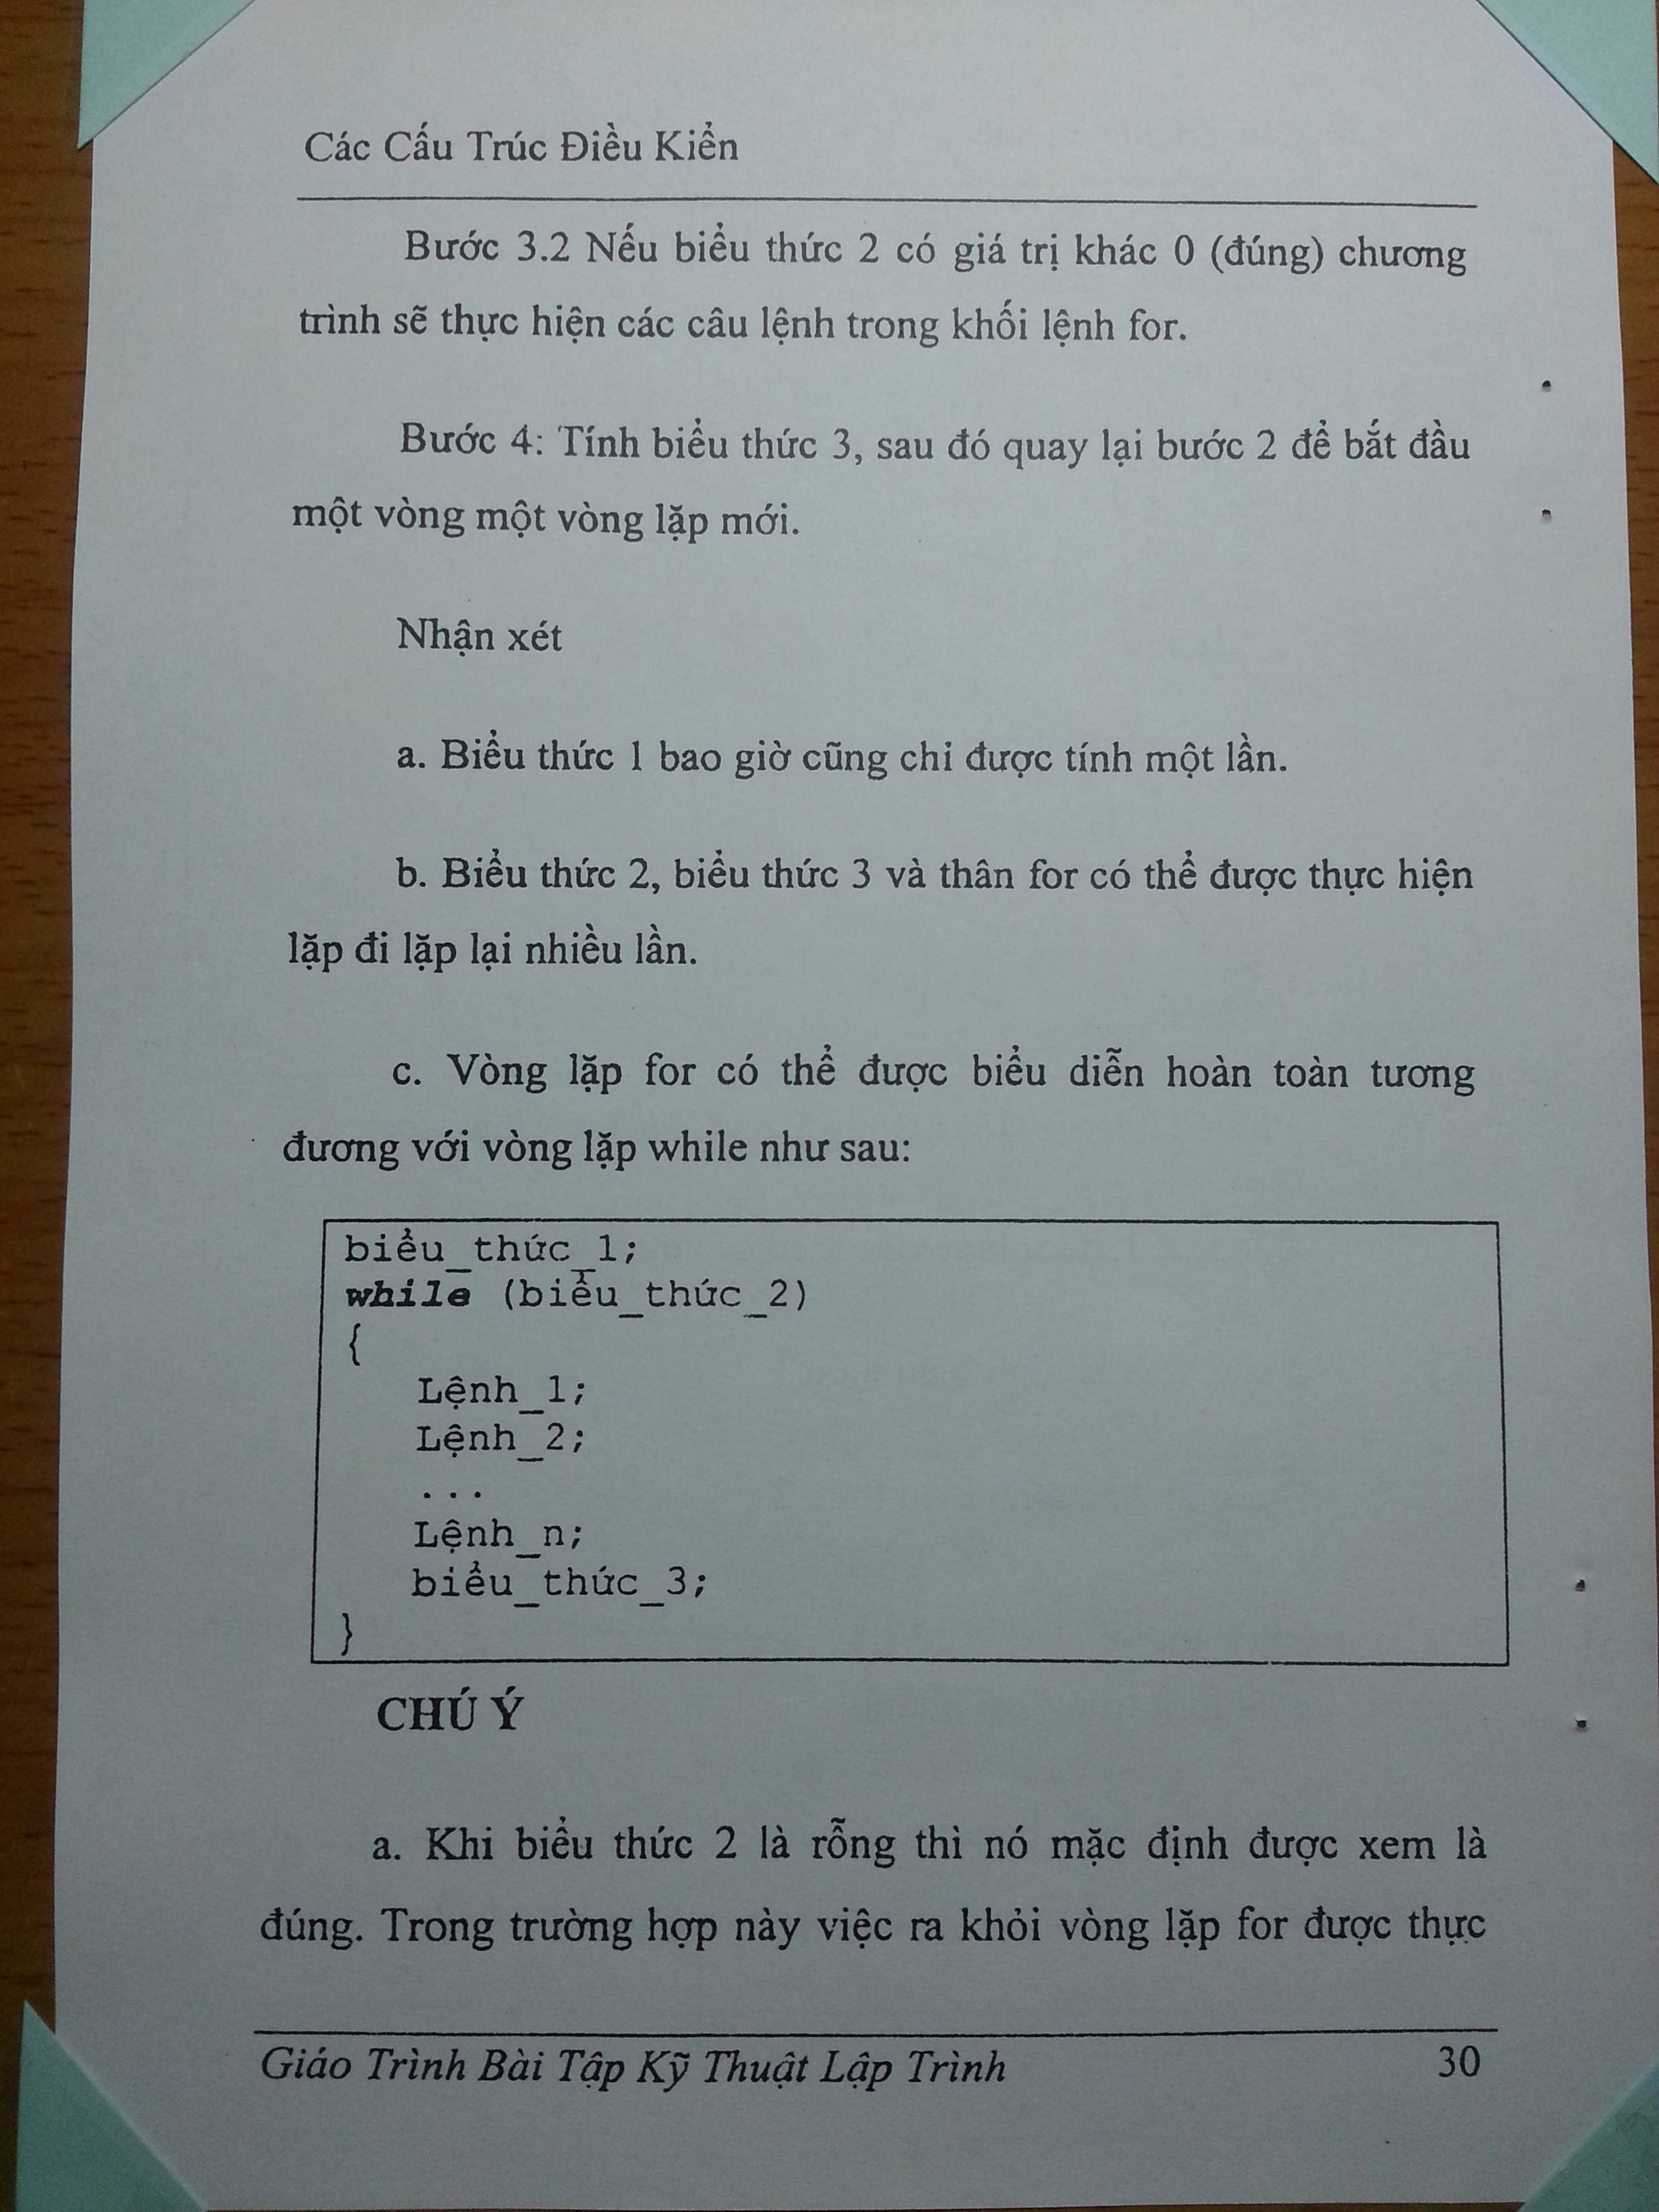 Các Cấu Trúc Điều Kiển
Bước 3.2 Nếu biểu thức 2 có giá trị khác 0 (đúng) chương
trình sẽ thực hiện các câu lệnh trong khối lệnh for.
Bước 4: Tính biểu thức 3, sau đó quay lại bước 2 để bắt đầu
một vòng một vòng lặp mới.
Nhận xét
a. Biểu thức 1 bao giờ cũng chỉ được tính một lần.
b. Biểu thức 2, biểu thức 3 và thân for có thể được thực hiện
lặp đi lặp lại nhiều lần.
c. Vòng lặp for có thể được biểu diễn hoàn toàn tương
đương với vòng lặp while như sau:
biểu_thức_1;
while (biểu_thức_2)
{
Lệnh_1;
Lệnh_2;
...
Lệnh_n;
biểu_thức_3;
}
CHÚ Ý
a. Khi biểu thức 2 là rỗng thì nó mặc định được xem là
đúng. Trong trường hợp này việc ra khỏi vòng lặp for được thực
Giáo Trình Bài Tập Kỹ Thuật Lập Trình 30